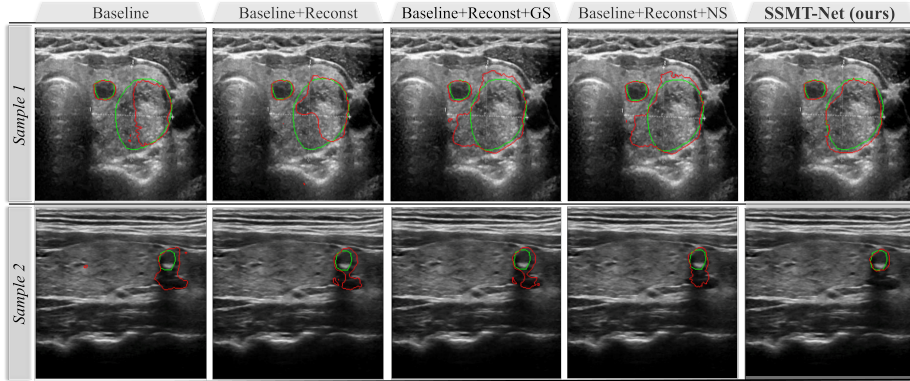 Baseline
Baseline+Reconst
Baseline+Reconst+GS
Baseline+Reconst+NS
SSMT-Net (ours)
Sample 1
Sample 2